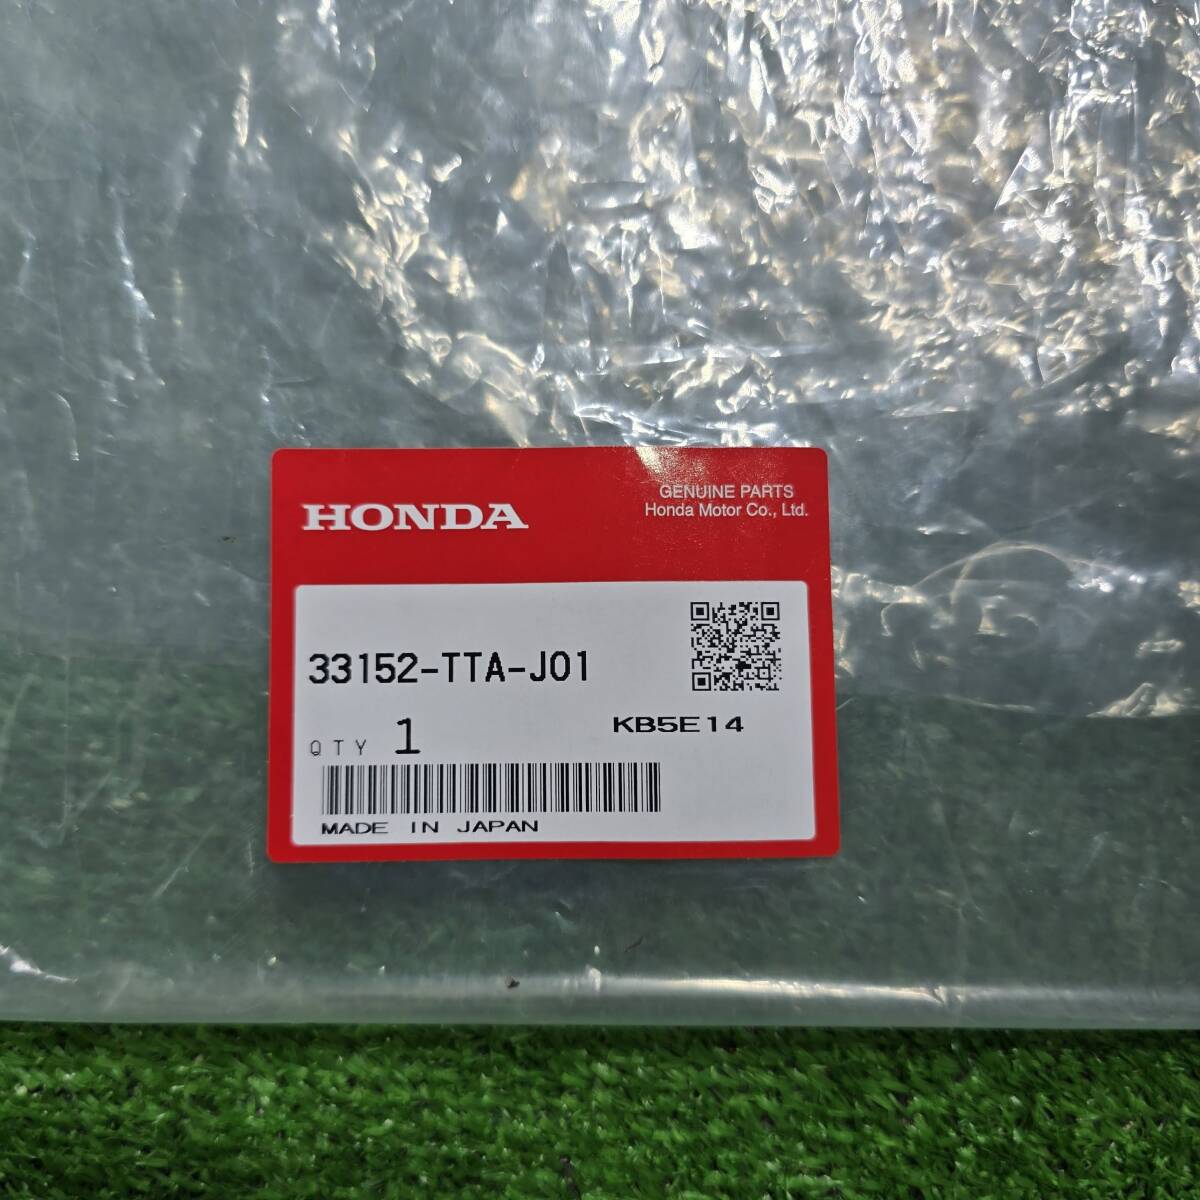 HONDA
GENUINE PARTS
Honda Motor Co., Ltd.
33152-TTA-J01
QTY 1
KB5E14
MADE IN JAPAN